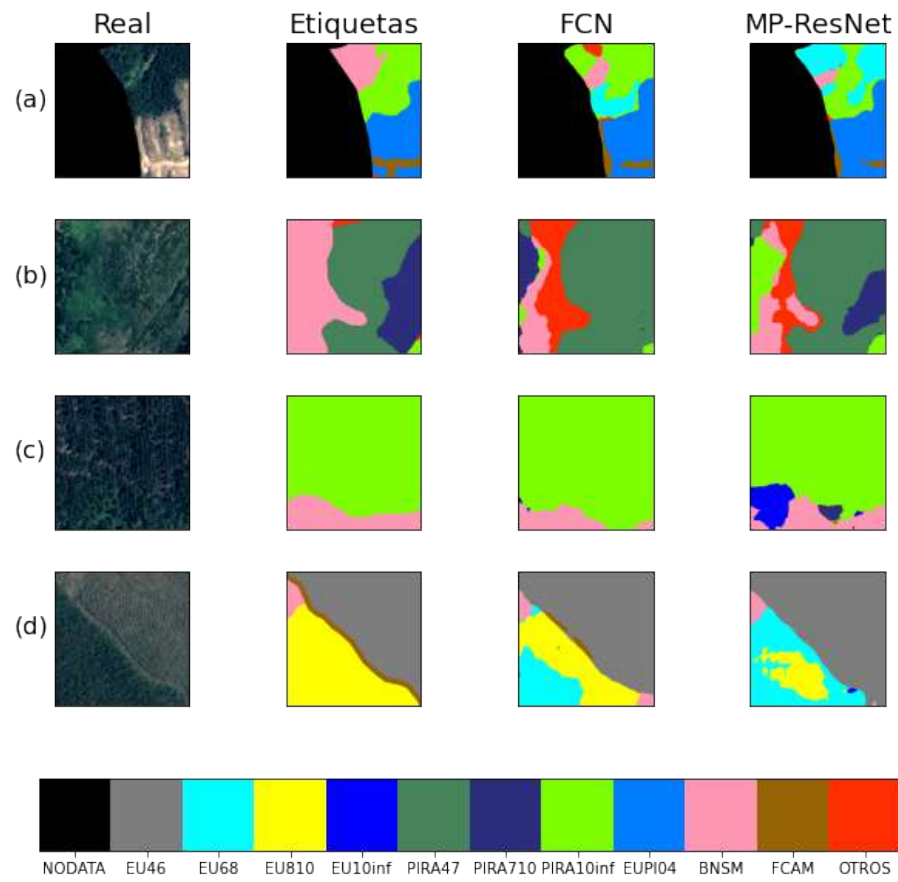 Real Etiquetas FCN MP-ResNet
(a)
(b)
(c)
(d)
NODATA EU46 EU68 EU810 EU10inf PIRA47 PIRA710 PIRA10inf EUPI04 BNSM FCAM OTROS